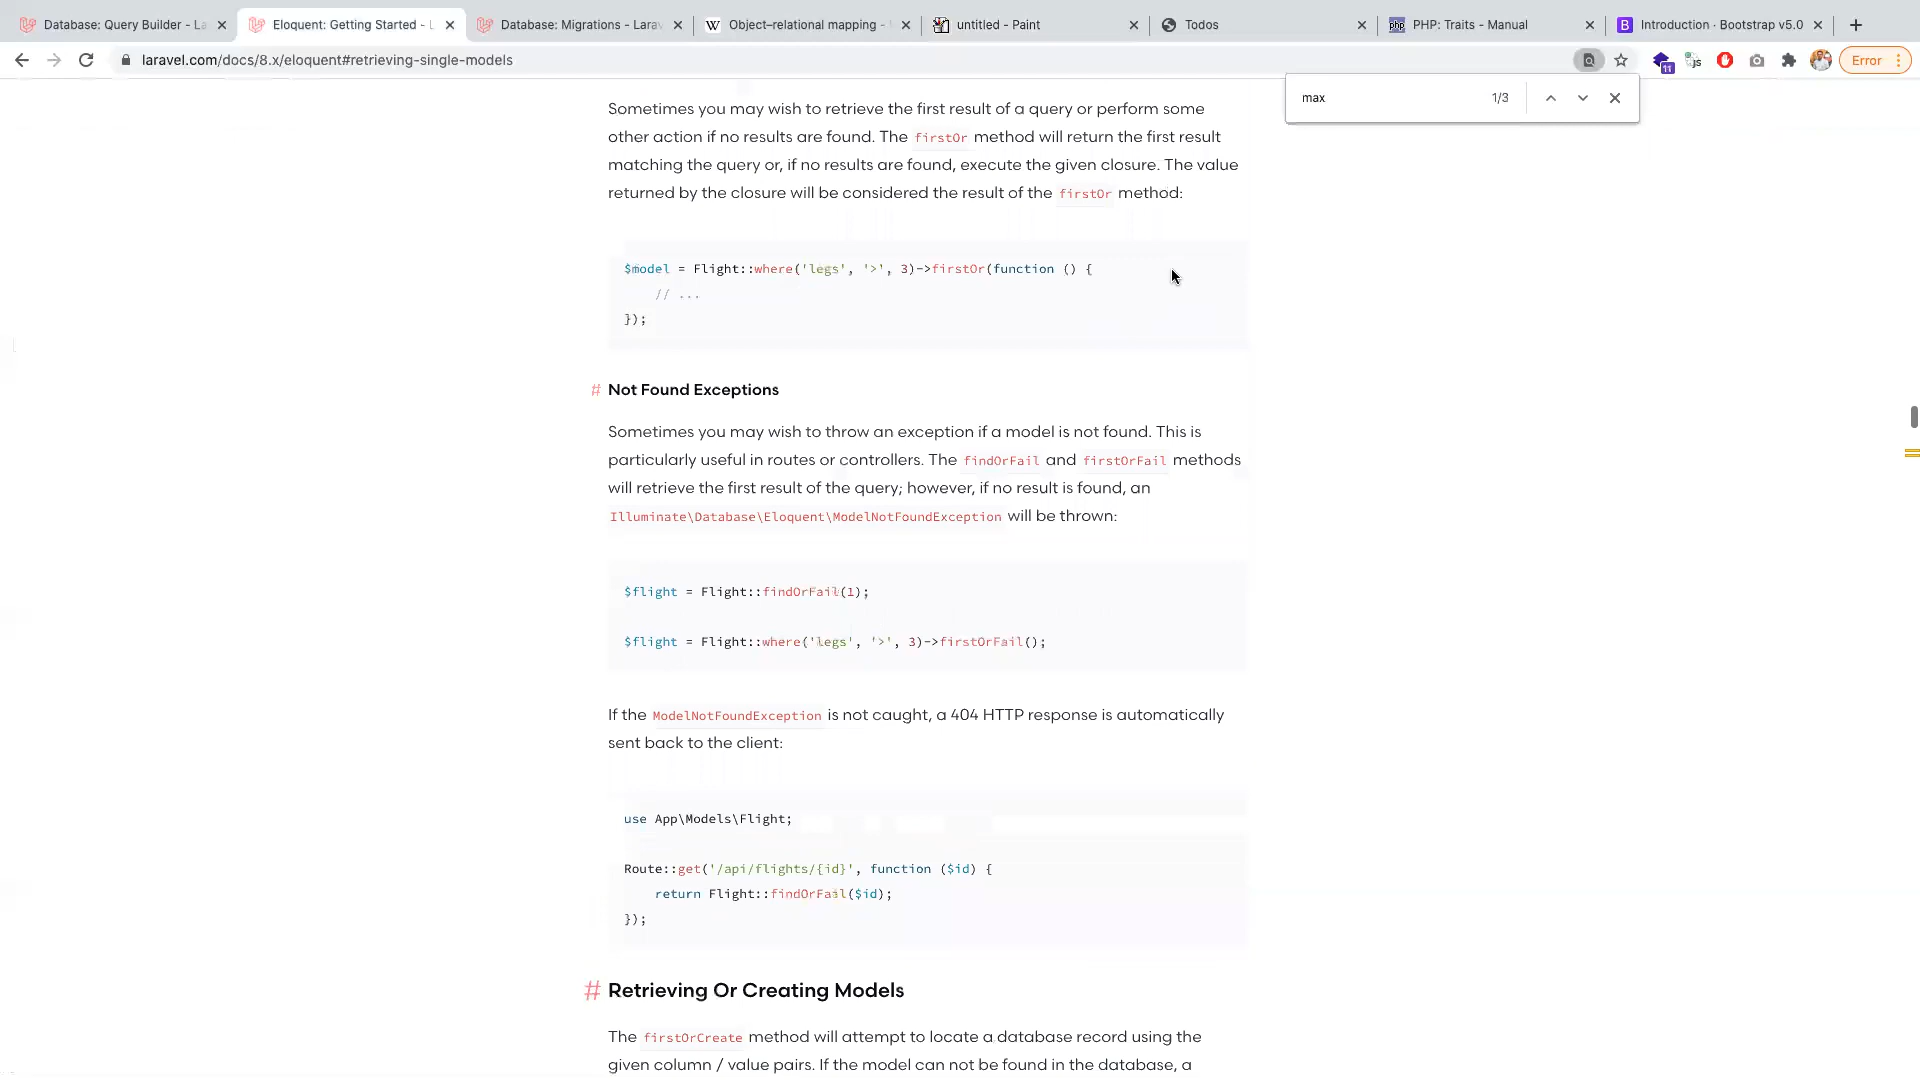 Database: Query Builder - La
Eloquent: Getting Started - L
Database: Migrations - Larav
W Object–relational mapping -
untitled - Paint
Todos
php PHP: Traits - Manual
B Introduction · Bootstrap v5.0
laravel.com/docs/8.x/eloquent#retrieving-single-models
11
Error
max 1/3
Sometimes you may wish to retrieve the first result of a query or perform some
other action if no results are found. The firstOr method will return the first result
matching the query or, if no results are found, execute the given closure. The value
returned by the closure will be considered the result of the firstOr method:
$model = Flight::where('legs', '>', 3)->firstOr(function () {
// ...
});
# Not Found Exceptions
Sometimes you may wish to throw an exception if a model is not found. This is
particularly useful in routes or controllers. The findOrFail and firstOrFail methods
will retrieve the first result of the query; however, if no result is found, an
Illuminate\Database\Eloquent\ModelNotFoundException will be thrown:
$flight = Flight::findOrFail(1);
$flight = Flight::where('legs', '>', 3)->firstOrFail();
If the ModelNotFoundException is not caught, a 404 HTTP response is automatically
sent back to the client:
use App\Models\Flight;
Route::get('/api/flights/{id}', function ($id) {
return Flight::findOrFail($id);
});
# Retrieving Or Creating Models
The firstOrCreate method will attempt to locate a database record using the
given column / value pairs. If the model can not be found in the database, a